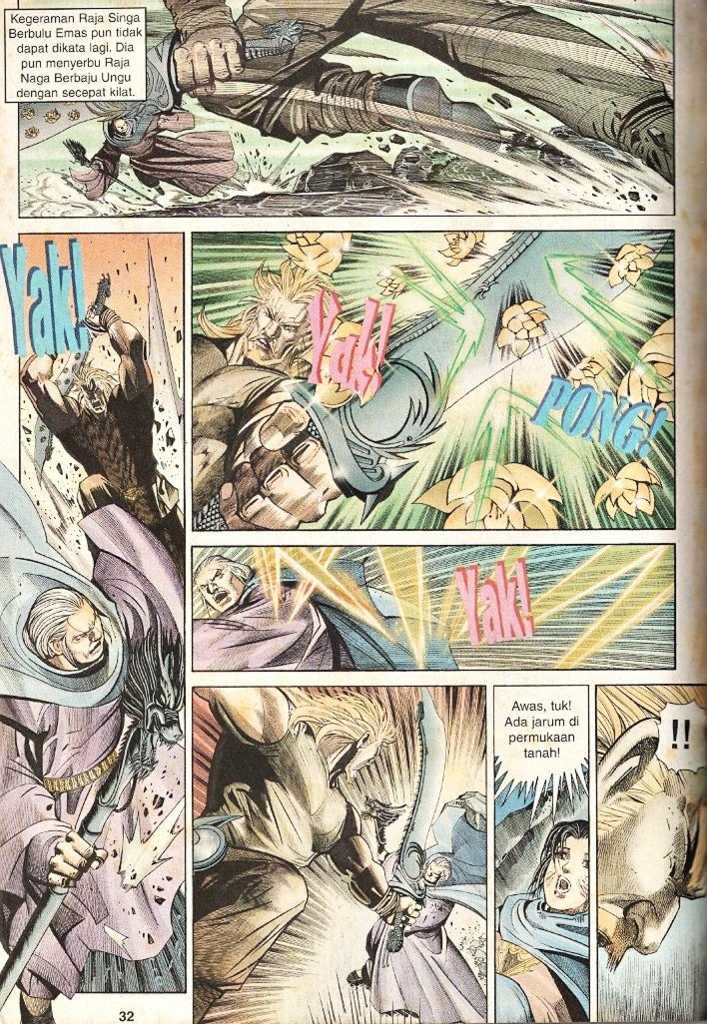 Kegeraman Raja Singa
Berbulu Emas pun tidak
dapat dikata lagi. Dia
pun menyerbu Raja
Naga Berbaju Ungu
dengan secepat kilat.
Yak!
Yak!
PONG!
Yak!
Awas, tuk!
Ada jarum di
permukaan
tanah!
!!
32